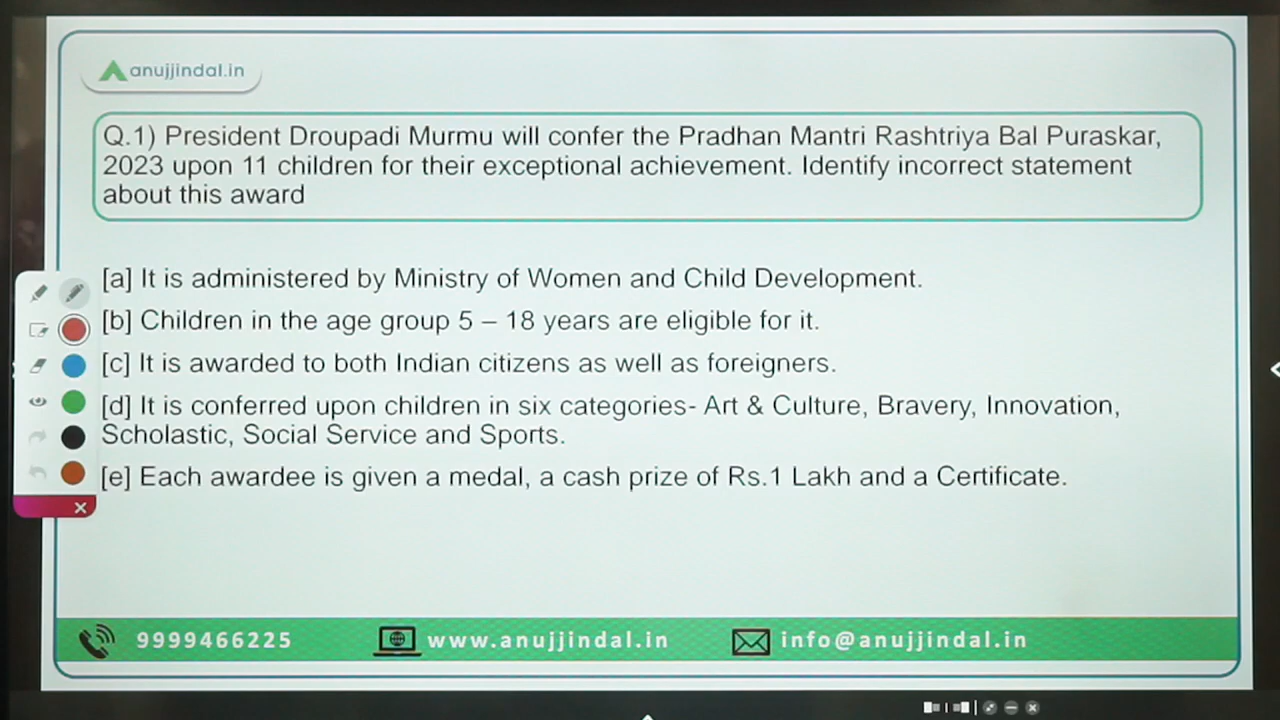 anujjindal.in
Q.1) President Droupadi Murmu will confer the Pradhan Mantri Rashtriya Bal Puraskar,
2023 upon 11 children for their exceptional achievement. Identify incorrect statement
about this award
[a] It is administered by Ministry of Women and Child Development.
[b] Children in the age group 5 – 18 years are eligible for it.
[c] It is awarded to both Indian citizens as well as foreigners.
[d] It is conferred upon children in six categories- Art & Culture, Bravery, Innovation,
Scholastic, Social Service and Sports.
[e] Each awardee is given a medal, a cash prize of Rs.1 Lakh and a Certificate.
9999466225 www.anujjindal.in info@anujjindal.in